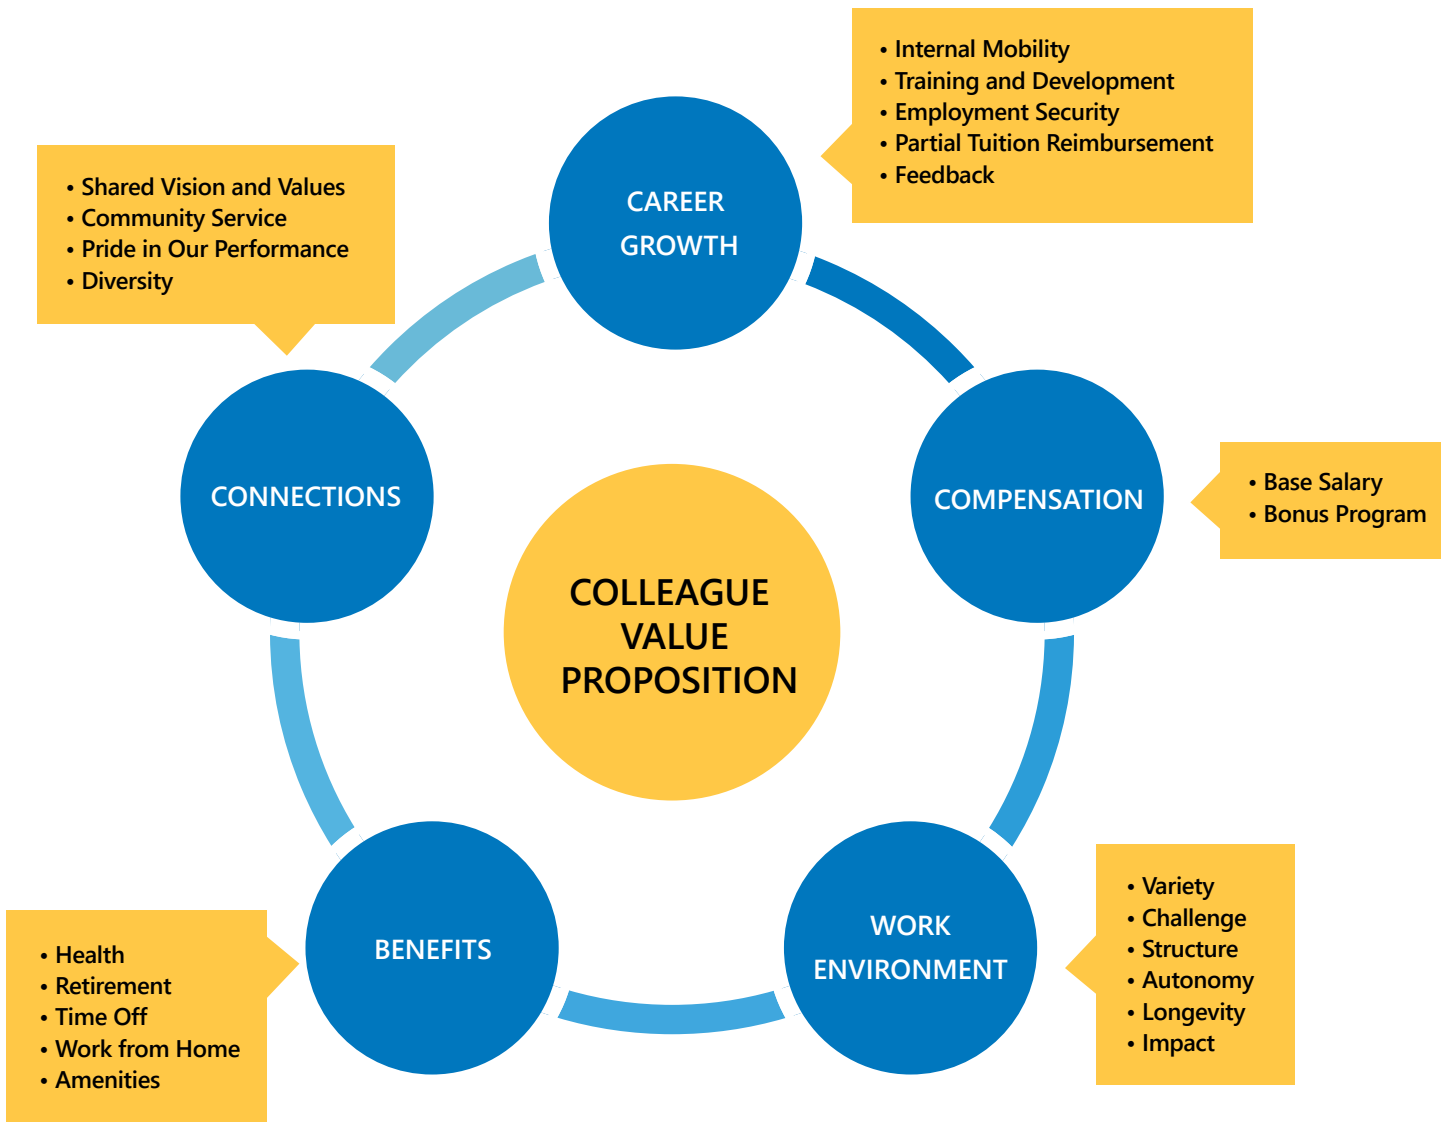 • Internal Mobility
• Training and Development
• Employment Security
• Partial Tuition Reimbursement
• Feedback
CAREER
GROWTH
• Shared Vision and Values
• Community Service
• Pride in Our Performance
• Diversity
CONNECTIONS
COMPENSATION
• Base Salary
• Bonus Program
COLLEAGUE
VALUE
PROPOSITION
BENEFITS
• Health
• Retirement
• Time Off
• Work from Home
• Amenities
WORK
ENVIRONMENT
• Variety
• Challenge
• Structure
• Autonomy
• Longevity
• Impact